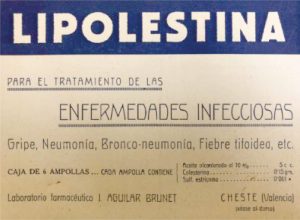 LIPOLESTINA
PARA EL TRATAMIENTO DE LAS
ENFERMEDADES INFECCIOSAS
Gripe, Neumonía, Bronco-neumonía, Fiebre tifoidea, etc.
CAJA DE 6 AMPOLLAS... CADA AMPOLLA CONTIENE
Aceite alcanforado al 10 % 5 c. c.
Colesterina 0'15 gm.
Sulf. estricnina 0'001
Laboratorio farmacéutico J. AGUILAR BRUNET
CHESTE (Valencia)
(véase al dorso)